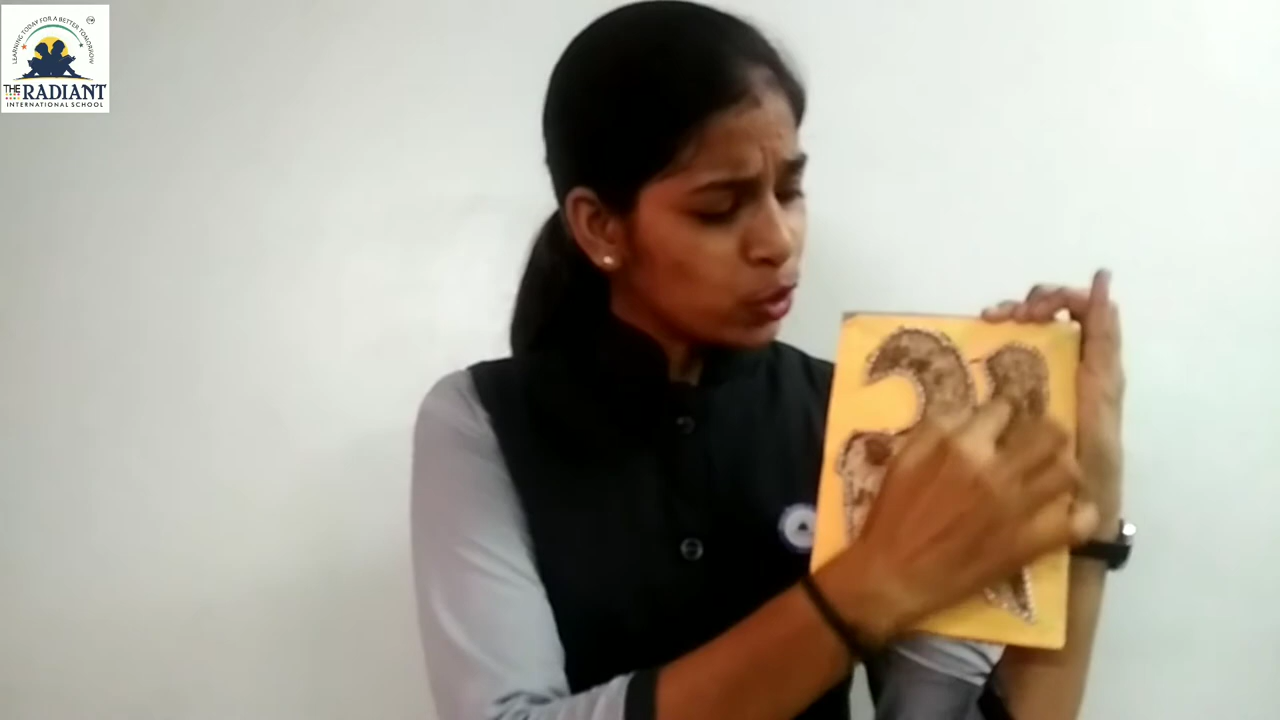 LEARNING TODAY FOR A BETTER TOMORROW
THE RADIANT
INTERNATIONAL SCHOOL